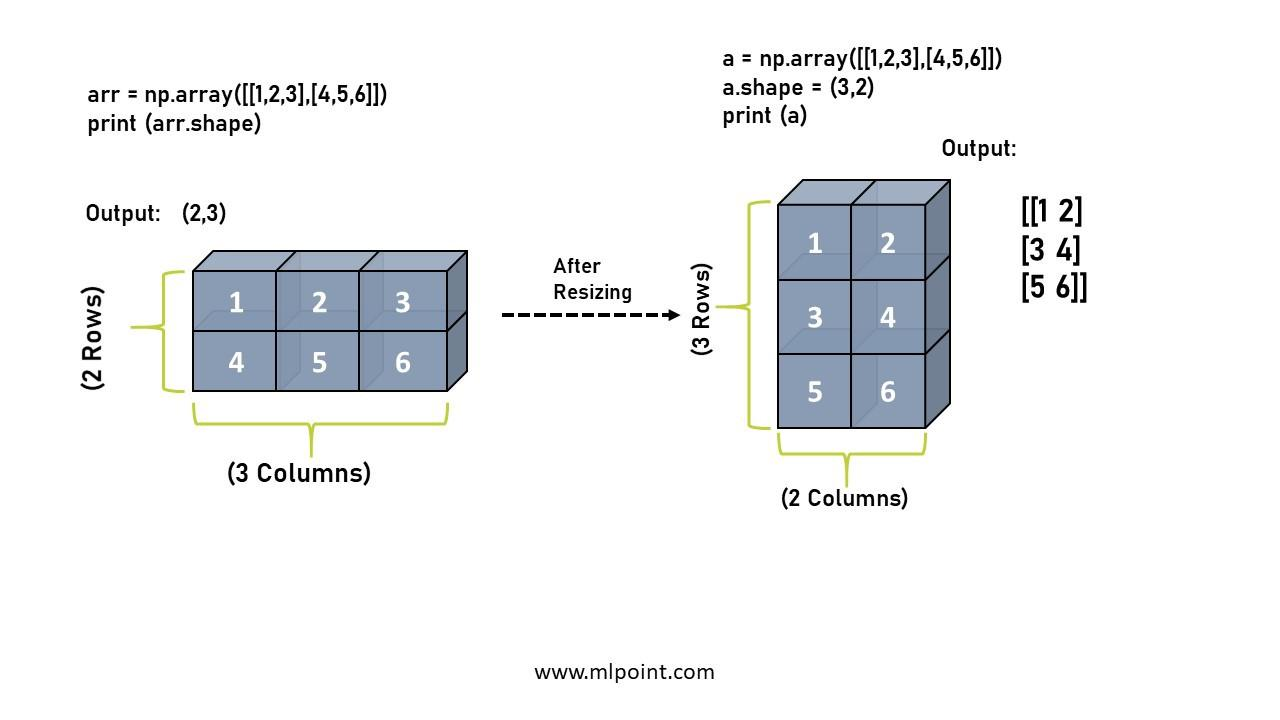 arr = np.array([[1,2,3],[4,5,6]])
print (arr.shape)
Output: (2,3)
(2 Rows)
1 2 3
4 5 6
(3 Columns)
After
Resizing
a = np.array([[1,2,3],[4,5,6]])
a.shape = (3,2)
print (a)
Output:
(3 Rows)
1 2
3 4
5 6
(2 Columns)
[[1 2]
[3 4]
[5 6]]
www.mlpoint.com